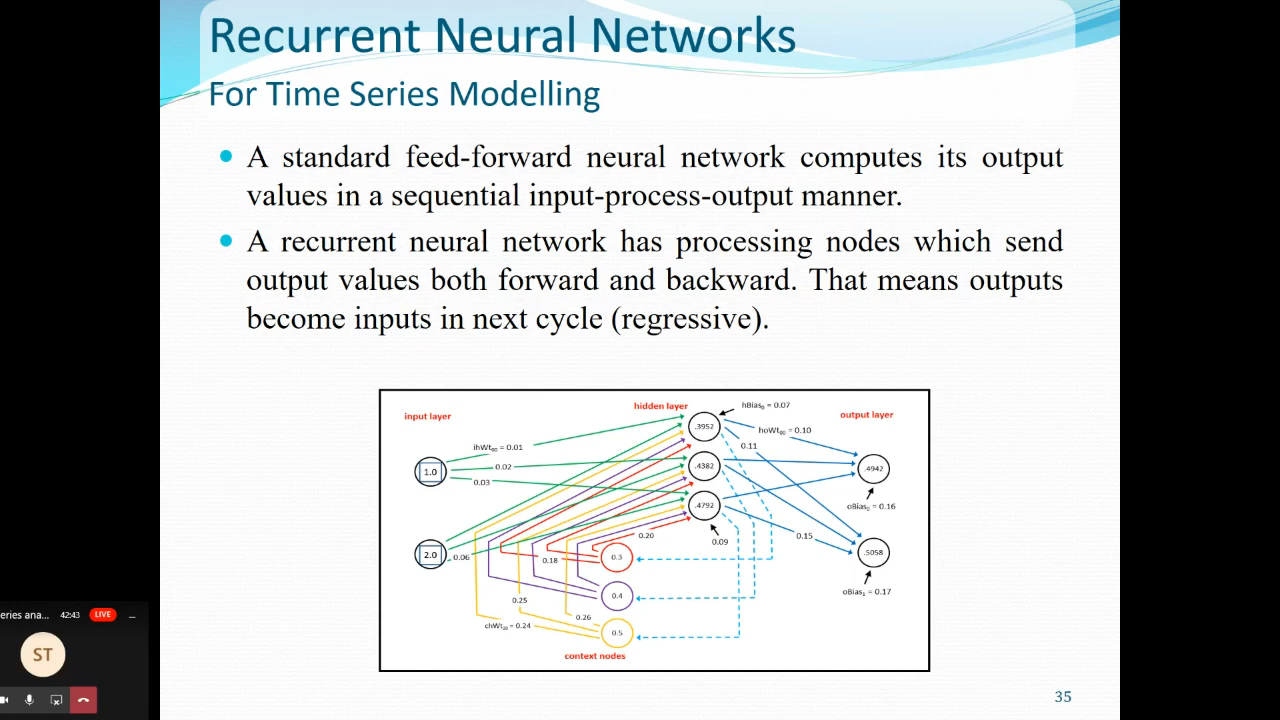 Recurrent Neural Networks
For Time Series Modelling
• A standard feed-forward neural network computes its output
values in a sequential input-process-output manner.
• A recurrent neural network has processing nodes which send
output values both forward and backward. That means outputs
become inputs in next cycle (regressive).
input layer
hidden layer
hBias₀ = 0.07
output layer
.3952
hoWt₀₀ = 0.10
ihWt₀₀ = 0.01
0.11
1.0
0.02
.4382
.4942
0.03
.4792
oBias₀ = 0.16
0.20
0.09
0.15
2.0
0.06
0.18
0.3
.5058
0.4
oBias₁ = 0.17
0.25
0.26
chWt₂₀ = 0.24
0.5
context nodes
eries ana... 42:43 LIVE
ST
35